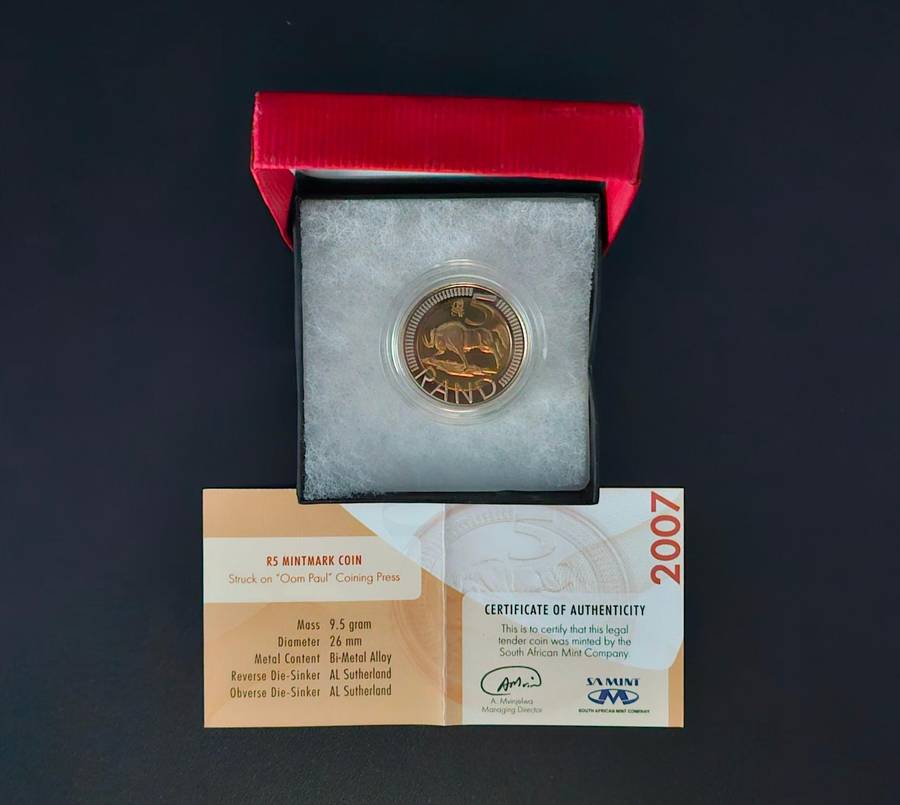 5
RAND
R5 MINTMARK COIN
Struck on "Oom Paul" Coining Press
Mass 9.5 gram
Diameter 26 mm
Metal Content Bi-Metal Alloy
Reverse Die-Sinker AL Sutherland
Obverse Die-Sinker AL Sutherland
2007
CERTIFICATE OF AUTHENTICITY
This is to certify that this legal
tender coin was minted by the
South African Mint Company.
A. Mvinjelwa
Managing Director
SA MINT
SOUTH AFRICAN MINT COMPANY